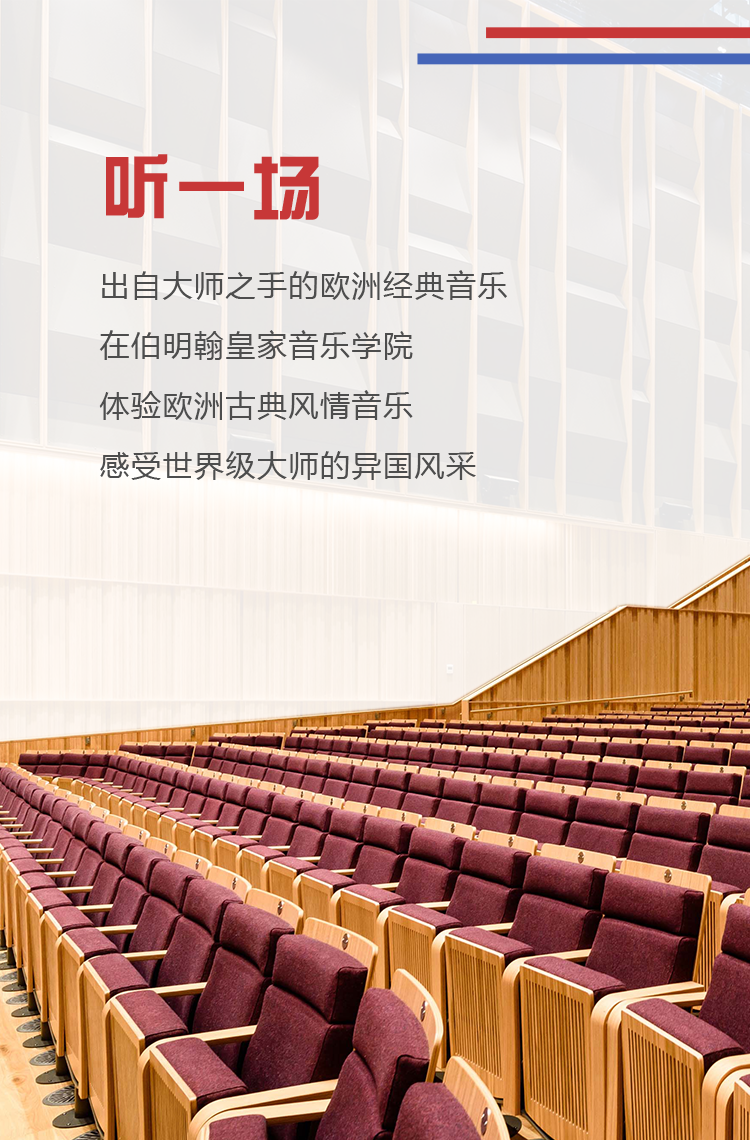 听一场
出自大师之手的欧洲经典音乐
在伯明翰皇家音乐学院
体验欧洲古典风情音乐
感受世界级大师的异国风采